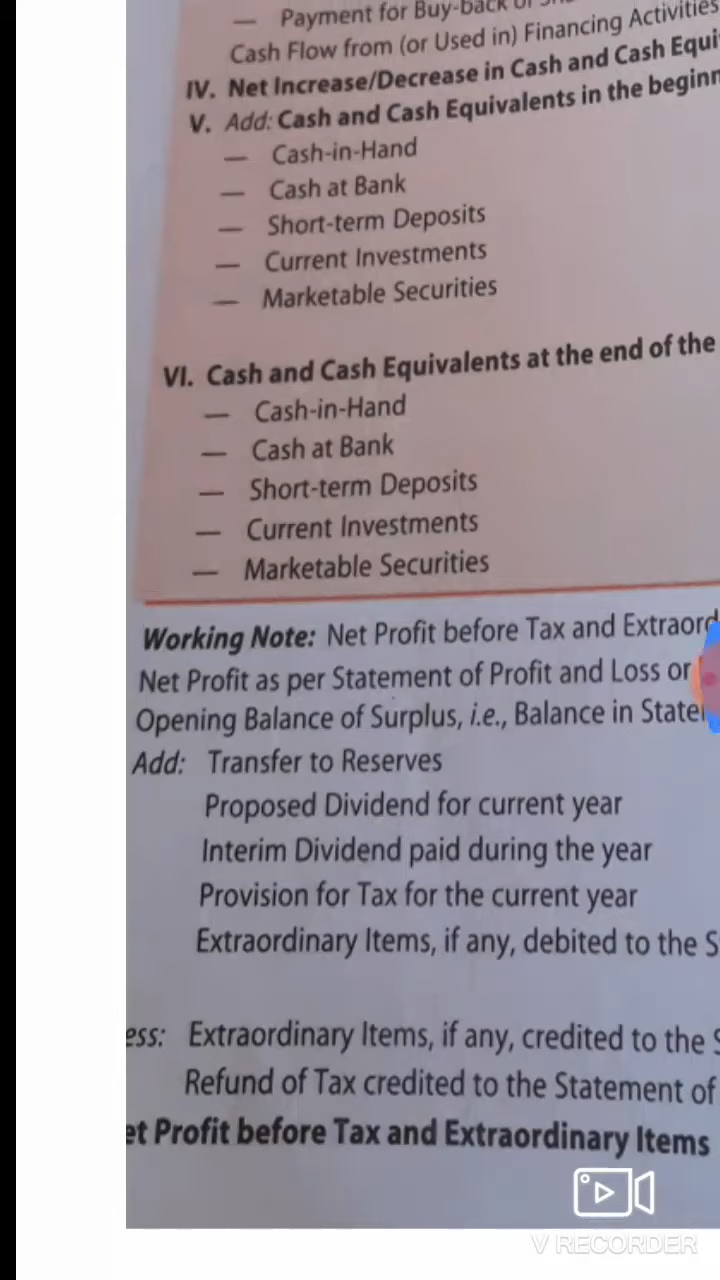 — Payment for Buy-back of
Cash Flow from (or Used in) Financing Activities
IV. Net Increase/Decrease in Cash and Cash Equi
V. Add: Cash and Cash Equivalents in the beginn
— Cash-in-Hand
— Cash at Bank
— Short-term Deposits
— Current Investments
— Marketable Securities
VI. Cash and Cash Equivalents at the end of the
— Cash-in-Hand
— Cash at Bank
— Short-term Deposits
— Current Investments
— Marketable Securities
Working Note: Net Profit before Tax and Extraord
Net Profit as per Statement of Profit and Loss or
Opening Balance of Surplus, i.e., Balance in State
Add: Transfer to Reserves
Proposed Dividend for current year
Interim Dividend paid during the year
Provision for Tax for the current year
Extraordinary Items, if any, debited to the S
ess: Extraordinary Items, if any, credited to the S
Refund of Tax credited to the Statement of
et Profit before Tax and Extraordinary Items
V RECORDER